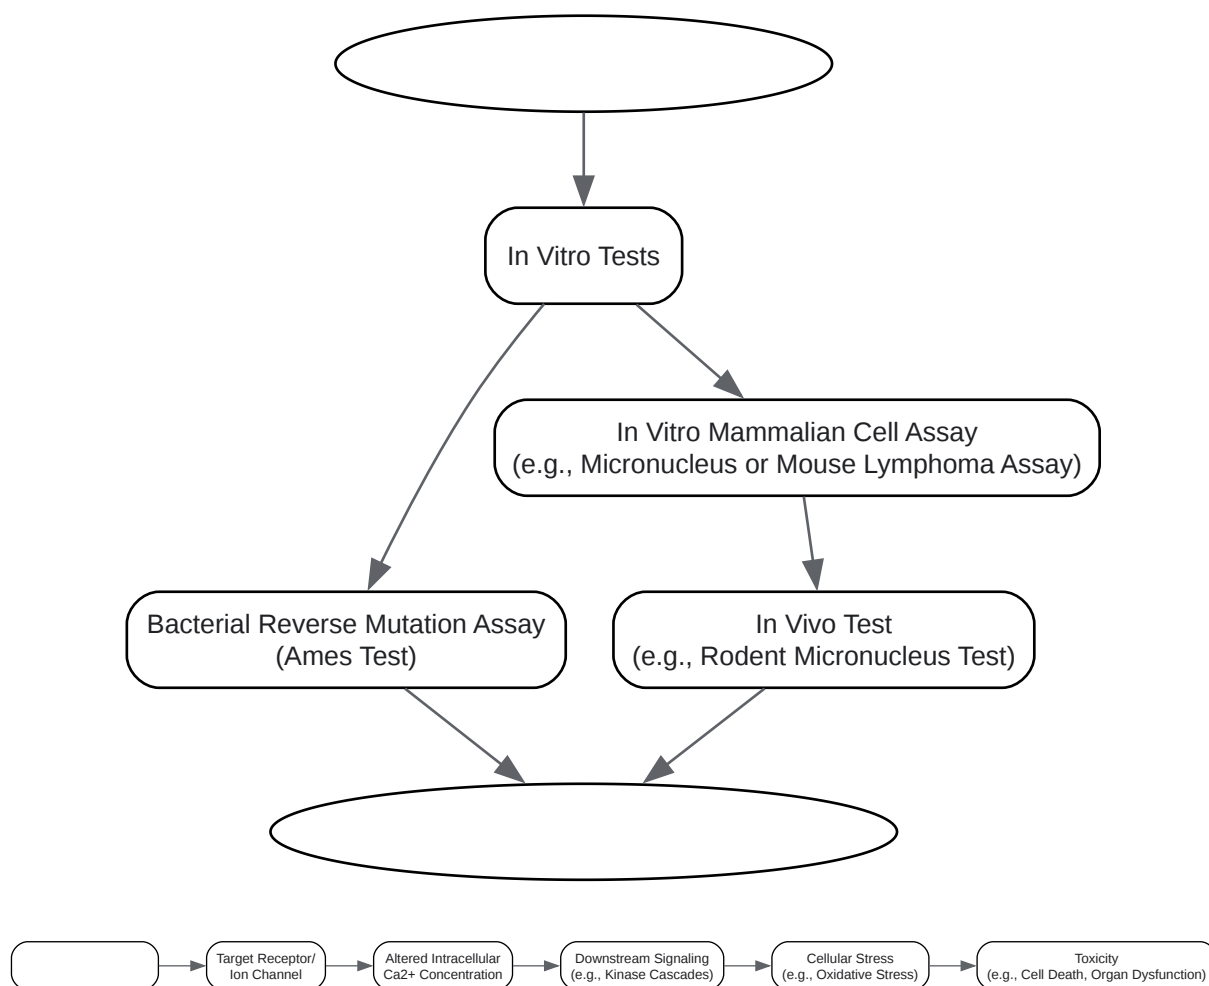 In Vitro Tests
In Vitro Mammalian Cell Assay
(e.g., Micronucleus or Mouse Lymphoma Assay)
Bacterial Reverse Mutation Assay
(Ames Test)
In Vivo Test
(e.g., Rodent Micronucleus Test)
Target Receptor/
Ion Channel
Altered Intracellular
Ca2+ Concentration
Downstream Signaling
(e.g., Kinase Cascades)
Cellular Stress
(e.g., Oxidative Stress)
Toxicity
(e.g., Cell Death, Organ Dysfunction)